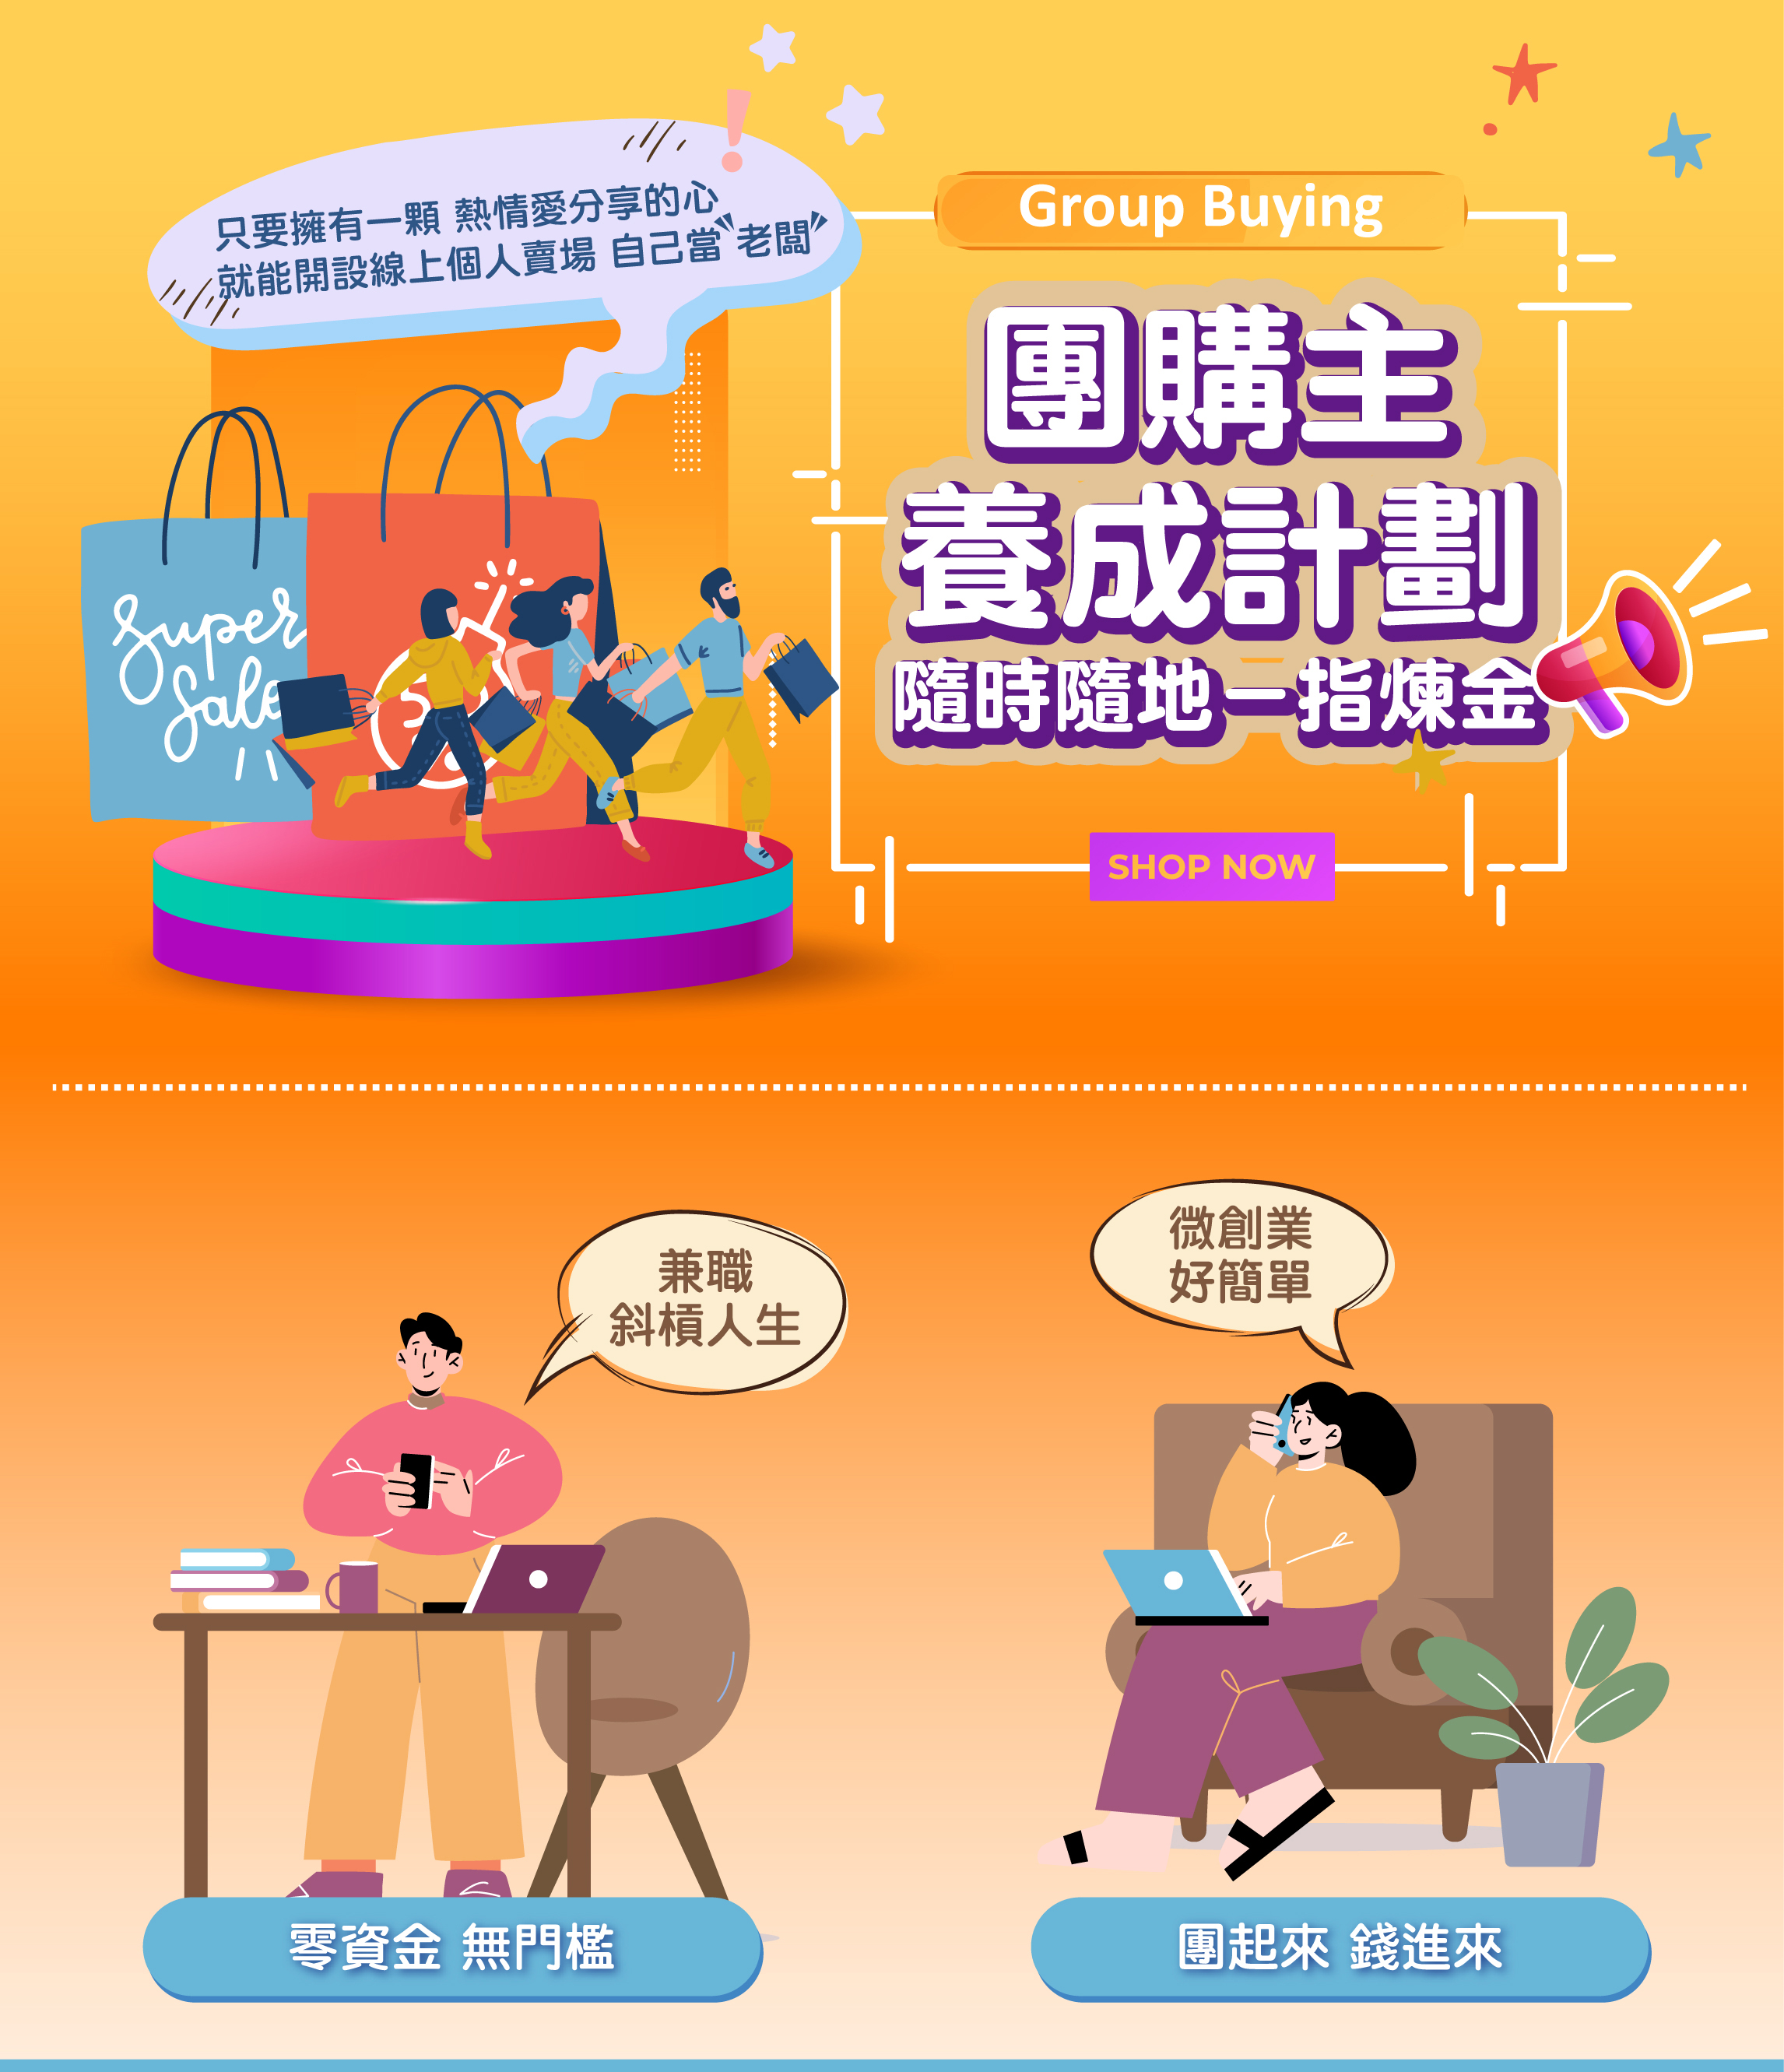 只要擁有一顆 熱情愛分享的心
就能開設線上個人賣場 自己當 老闆
Group Buying
團購主
養成計劃
隨時隨地一指煉金
SHOP NOW
Super
Sale
兼職
斜槓人生
微創業
好簡單
零資金 無門檻
團起來 錢進來